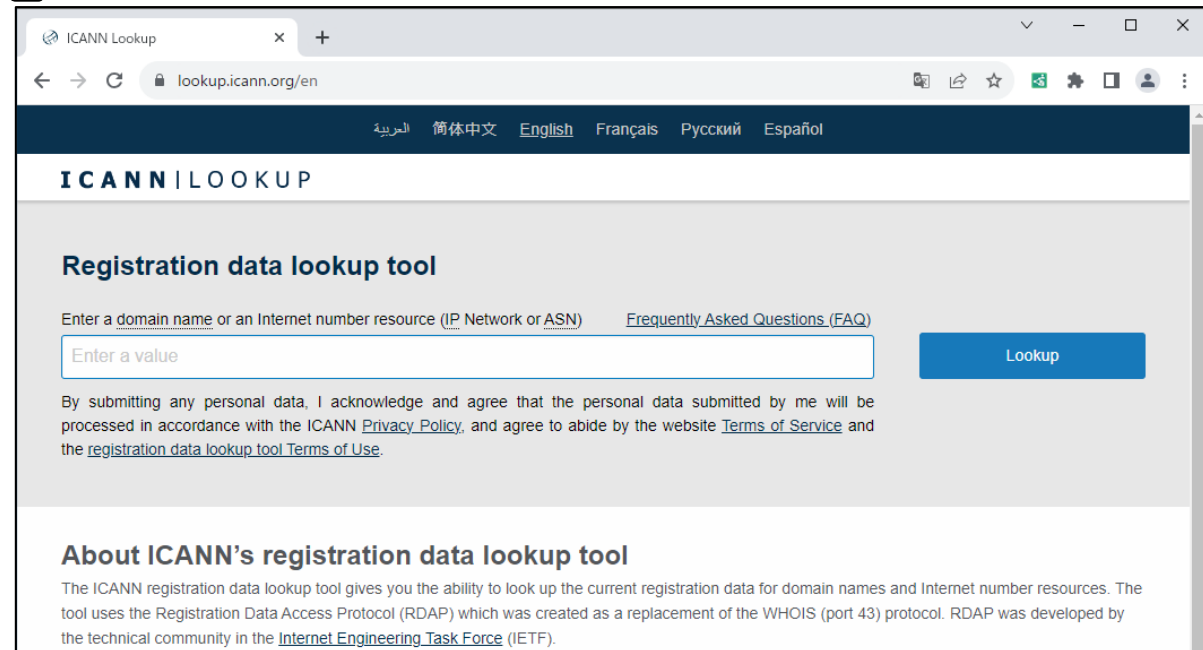 ICANN Lookup
lookup.icann.org/en
العربية 简体中文 English Français Русский Español
ICANN|LOOKUP
Registration data lookup tool
Enter a domain name or an Internet number resource (IP Network or ASN) Frequently Asked Questions (FAQ)
Enter a value Lookup
By submitting any personal data, I acknowledge and agree that the personal data submitted by me will be
processed in accordance with the ICANN Privacy Policy, and agree to abide by the website Terms of Service and
the registration data lookup tool Terms of Use.
About ICANN’s registration data lookup tool
The ICANN registration data lookup tool gives you the ability to look up the current registration data for domain names and Internet number resources. The
tool uses the Registration Data Access Protocol (RDAP) which was created as a replacement of the WHOIS (port 43) protocol. RDAP was developed by
the technical community in the Internet Engineering Task Force (IETF).